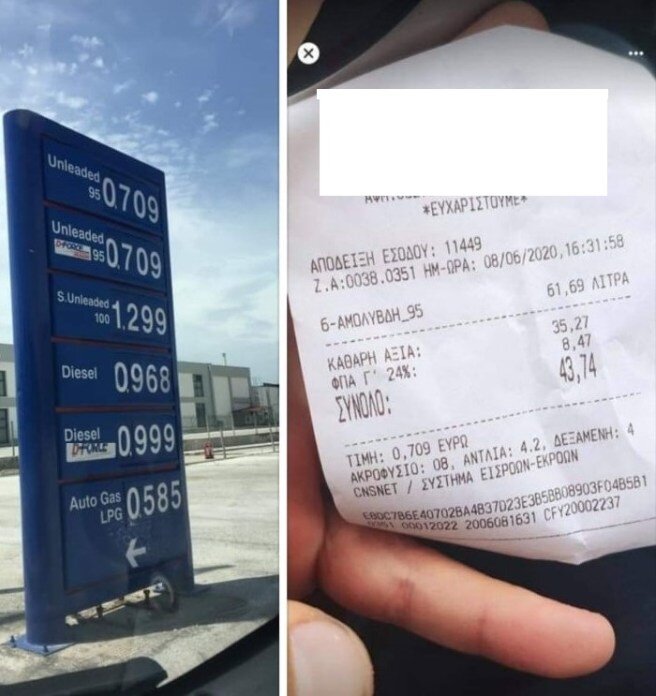 Unleaded
95 0.709
Unleaded
D-FORCE 95 0.709
S.Unleaded
100 1.299
Diesel 0.968
Diesel
D-FORCE 0.999
Auto Gas
LPG 0.585
*ΕΥΧΑΡΙΣΤΟΥΜΕ*
ΑΠΟΔΕΙΞΗ ΕΣΟΔΟΥ: 11449
Ζ.Α:0038.0351 ΗΜ-ΩΡΑ: 08/06/2020,16:31:58
61,69 ΛΙΤΡΑ
6-ΑΜΟΛΥΒΔΗ_95
ΚΑΘΑΡΗ ΑΞΙΑ: 35,27
ΦΠΑ Γ' 24%: 8,47
ΣΥΝΟΛΟ: 43,74
ΤΙΜΗ: 0,709 ΕΥΡΩ
ΑΚΡΟΦΥΣΙΟ: 08, ΑΝΤΛΙΑ: 4.2, ΔΕΞΑΜΕΝΗ: 4
CNSNET / ΣΥΣΤΗΜΑ ΕΙΣΡΟΩΝ-ΕΚΡΟΩΝ
0351 00012022 2006081631 CFY20002237